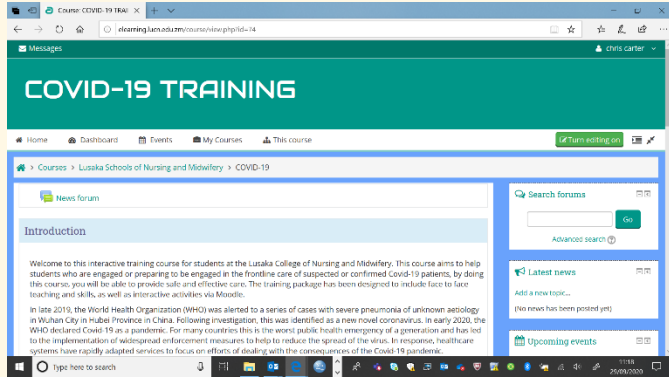 Course: COVID-19 TRAI
elearning.lucn.edu.zm/course/view.php?id=74
Messages
chris carter
COVID-19 TRAINING
Home Dashboard Events My Courses This course
Turn editing on
Courses > Lusaka Schools of Nursing and Midwifery > COVID-19
News forum
Introduction
Welcome to this interactive training course for students at the Lusaka College of Nursing and Midwifery. This course aims to help
students who are engaged or preparing to be engaged in the frontline care of suspected or confirmed Covid-19 patients, by doing
this course, you will be able to provide safe and effective care. The training package has been designed to include face to face
teaching and skills, as well as interactive activities via Moodle.
In late 2019, the World Health Organization (WHO) was alerted to a series of cases with severe pneumonia of unknown aetiology
in Wuhan City in Hubei Province in China. Following investigation, this was identified as a new novel coronavirus. In early 2020, the
WHO declared Covid-19 as a pandemic. For many countries this is the worst public health emergency of a generation and has led
to the implementation of widespread enforcement measures to help to reduce the spread of the virus. In response, healthcare
systems have rapidly adapted services to focus on efforts of dealing with the consequences of the Covid-19 pandemic.
Search forums
Go
Advanced search
Latest news
Add a new topic...
(No news has been posted yet)
Upcoming events
Type here to search
11:18
25/09/2020